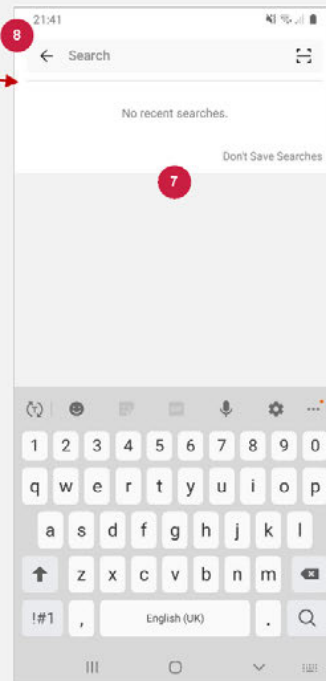 21:41
8
Search
No recent searches.
Don't Save Searches
7
1 2 3 4 5 6 7 8 9 0
q w e r t y u i o p
a s d f g h j k l
z x c v b n m
!#1 , English (UK) .